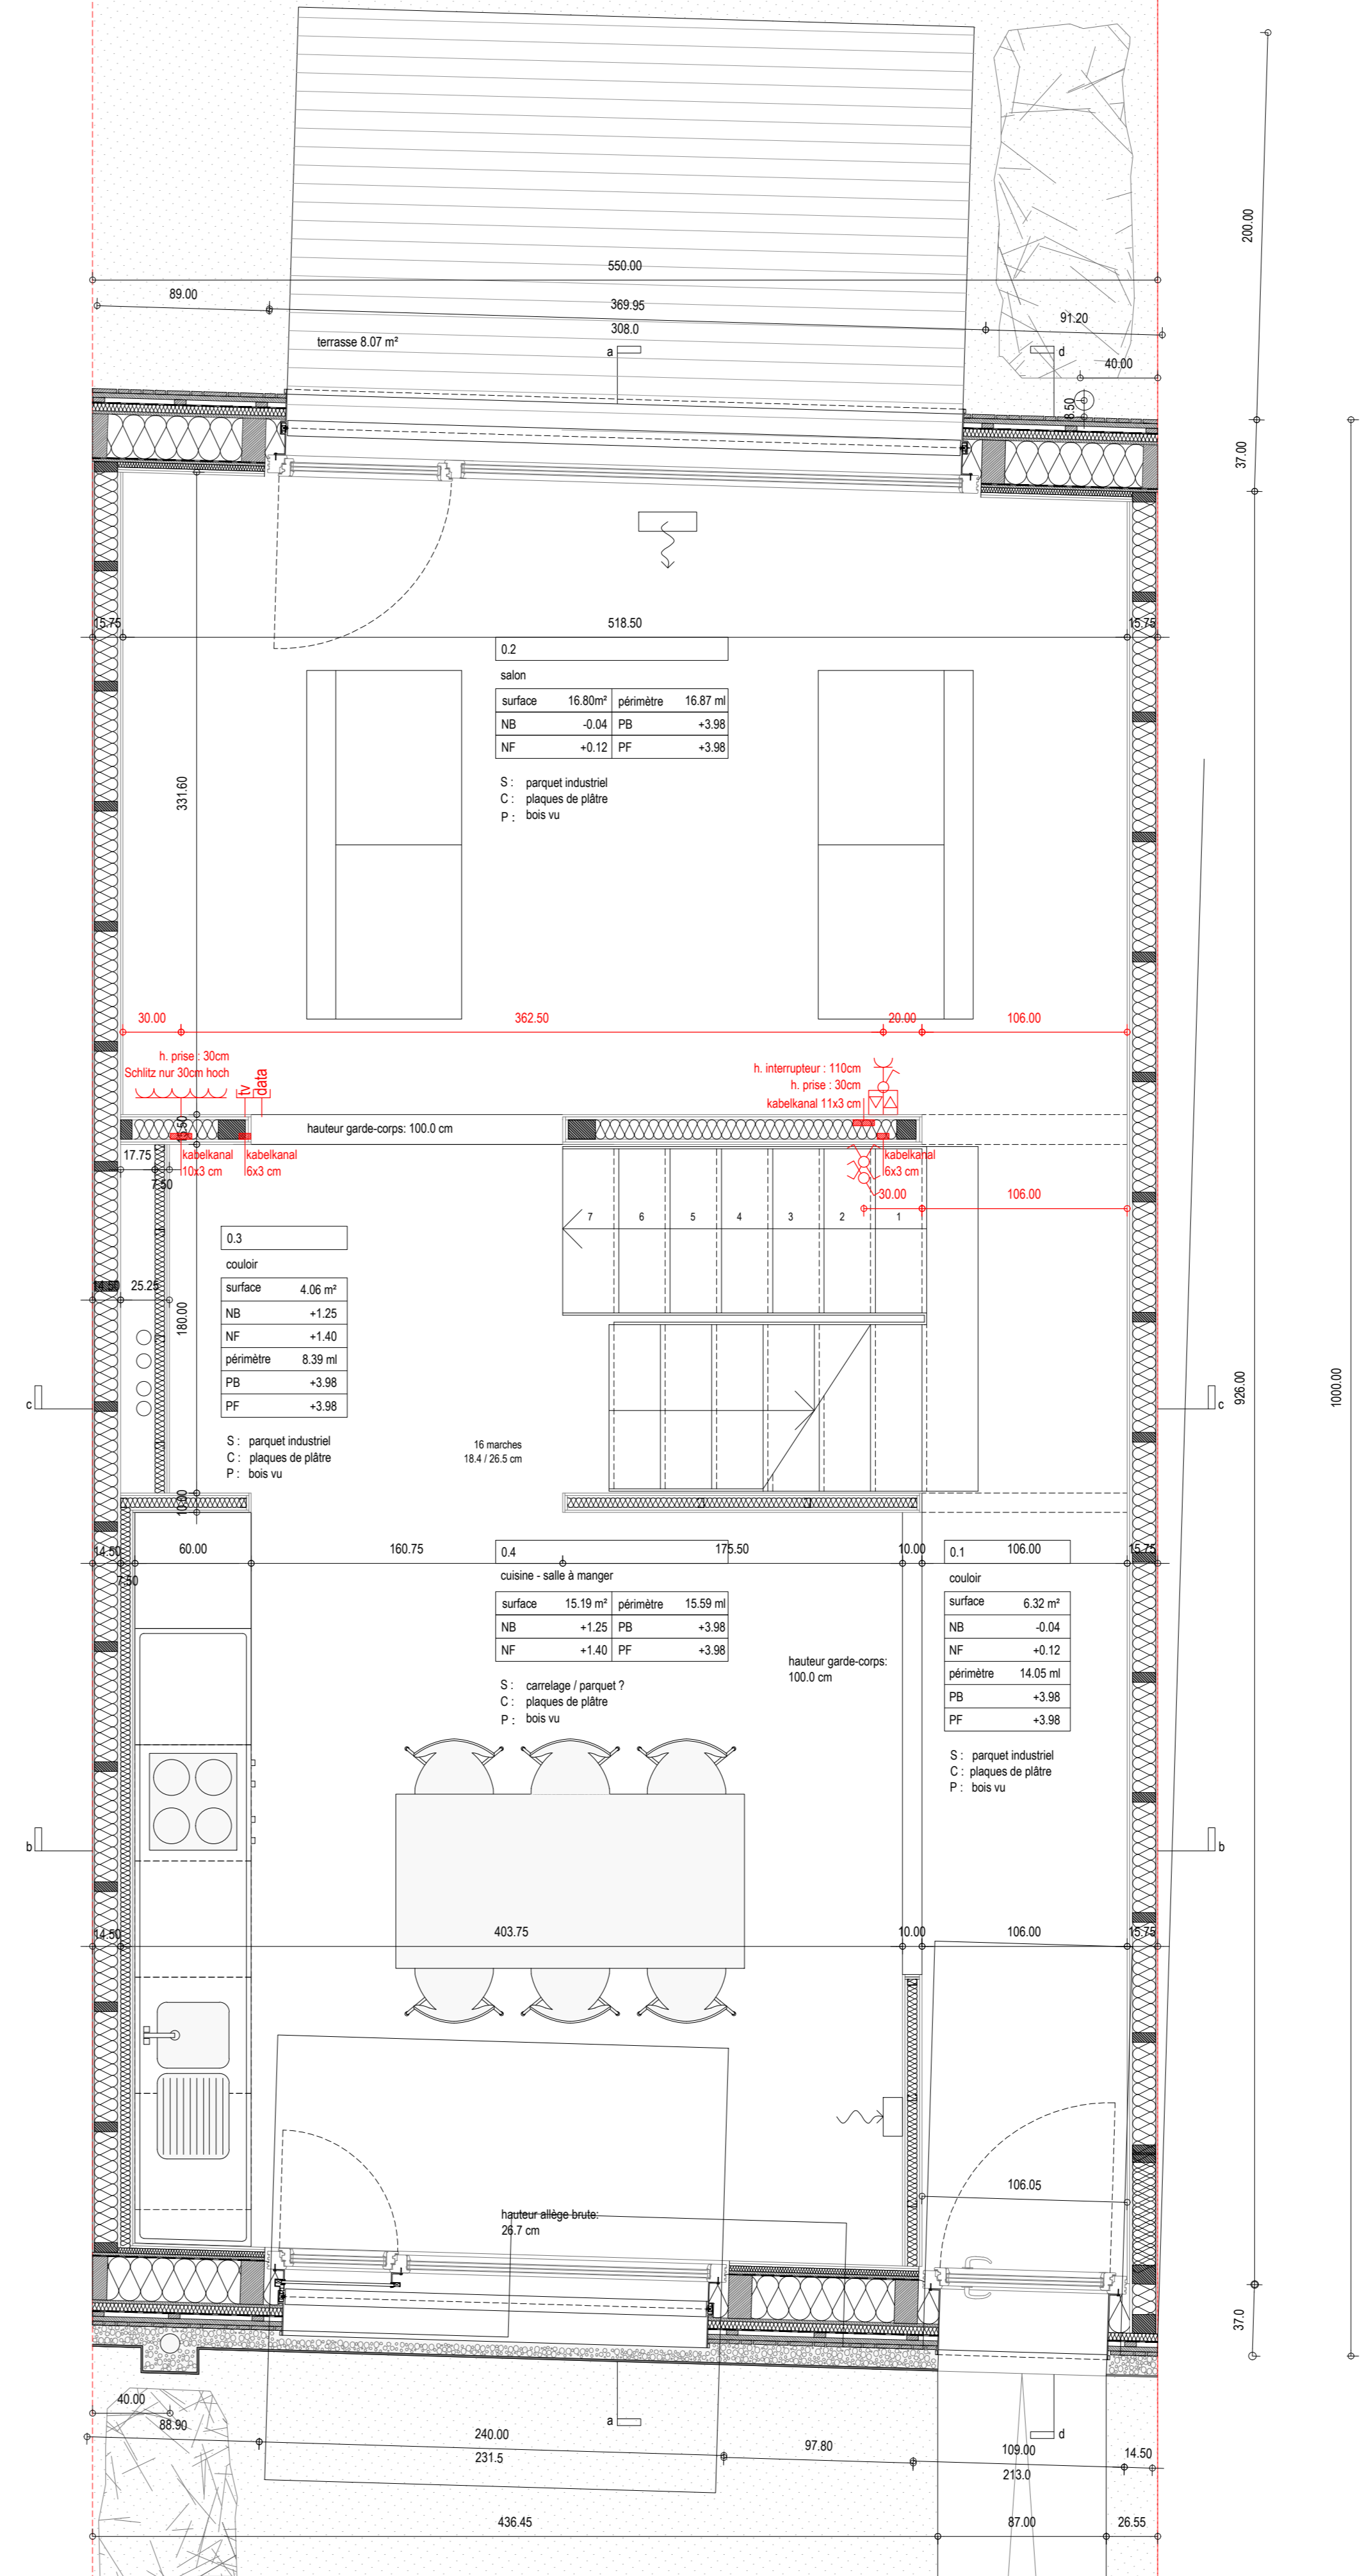 200.00
550.00
89.00
369.95
91.20
308.0
terrasse 8.07 m²
a
d
40.00
8.50
37.00
15.75
518.50
15.75
0.2
salon
surface 16.80m² périmètre 16.87 ml
NB -0.04 PB +3.98
NF +0.12 PF +3.98
S : parquet industriel
C : plaques de plâtre
P : bois vu
331.60
30.00
362.50
20.00
106.00
h. prise : 30cm
Schlitz nur 30cm hoch
tv
data
h. interrupteur : 110cm
h. prise : 30cm
kabelkanal 11x3 cm
15.50
hauteur garde-corps: 100.0 cm
17.75
7.50
kabelkanal
10x3 cm
kabelkanal
6x3 cm
kabelkanal
6x3 cm
30.00
106.00
7 6 5 4 3 2 1
0.3
couloir
surface 4.06 m²
NB +1.25
NF +1.40
périmètre 8.39 ml
PB +3.98
PF +3.98
S : parquet industriel
C : plaques de plâtre
P : bois vu
14.50
25.25
180.00
c
c
926.00
1000.00
16 marches
18.4 / 26.5 cm
10.00
14.50
7.50
60.00
160.75
175.50
10.00
106.00
15.75
0.4
cuisine - salle à manger
surface 15.19 m² périmètre 15.59 ml
NB +1.25 PB +3.98
NF +1.40 PF +3.98
S : carrelage / parquet ?
C : plaques de plâtre
P : bois vu
hauteur garde-corps:
100.0 cm
0.1
couloir
surface 6.32 m²
NB -0.04
NF +0.12
périmètre 14.05 ml
PB +3.98
PF +3.98
S : parquet industriel
C : plaques de plâtre
P : bois vu
b
b
14.50
403.75
10.00
106.00
15.75
106.05
hauteur allège brute:
26.7 cm
37.0
40.00
88.90
a
d
240.00
231.5
97.80
109.00
213.0
14.50
436.45
87.00
26.55